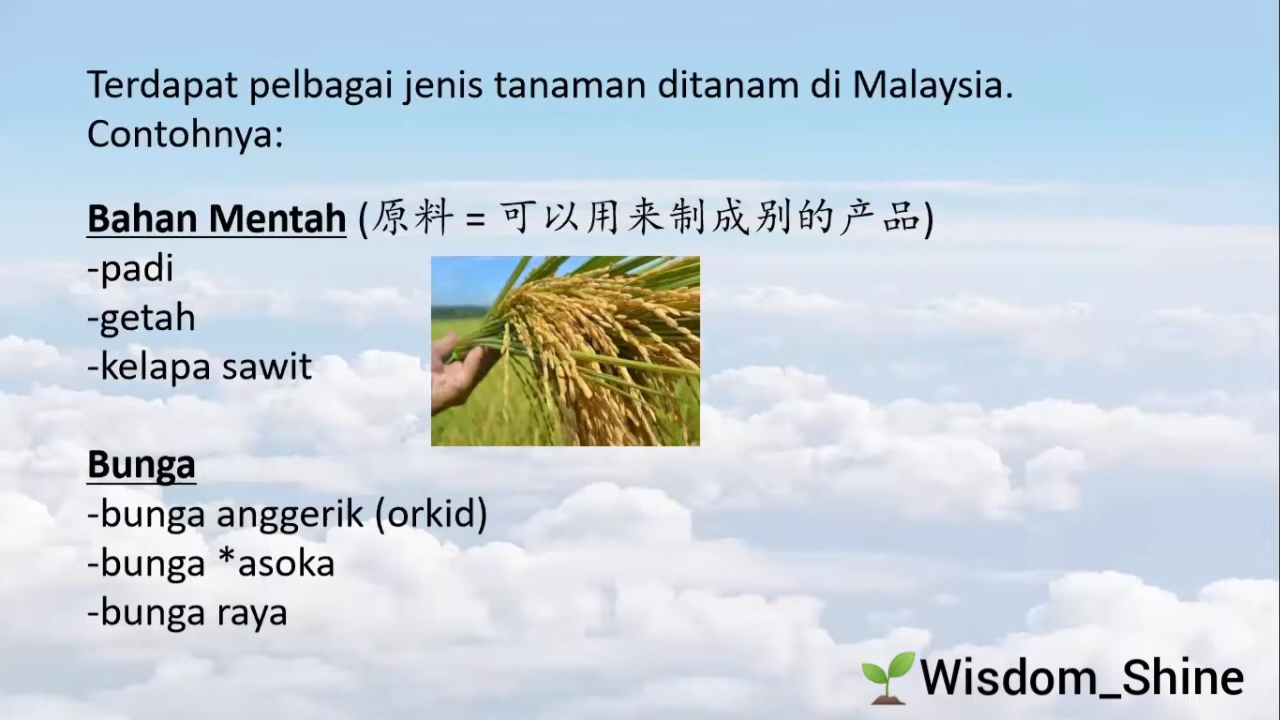 Terdapat pelbagai jenis tanaman ditanam di Malaysia.
Contohnya:
Bahan Mentah (原料 = 可以用来制成别的产品)
-padi
-getah
-kelapa sawit
Bunga
-bunga anggerik (orkid)
-bunga *asoka
-bunga raya
Wisdom_Shine